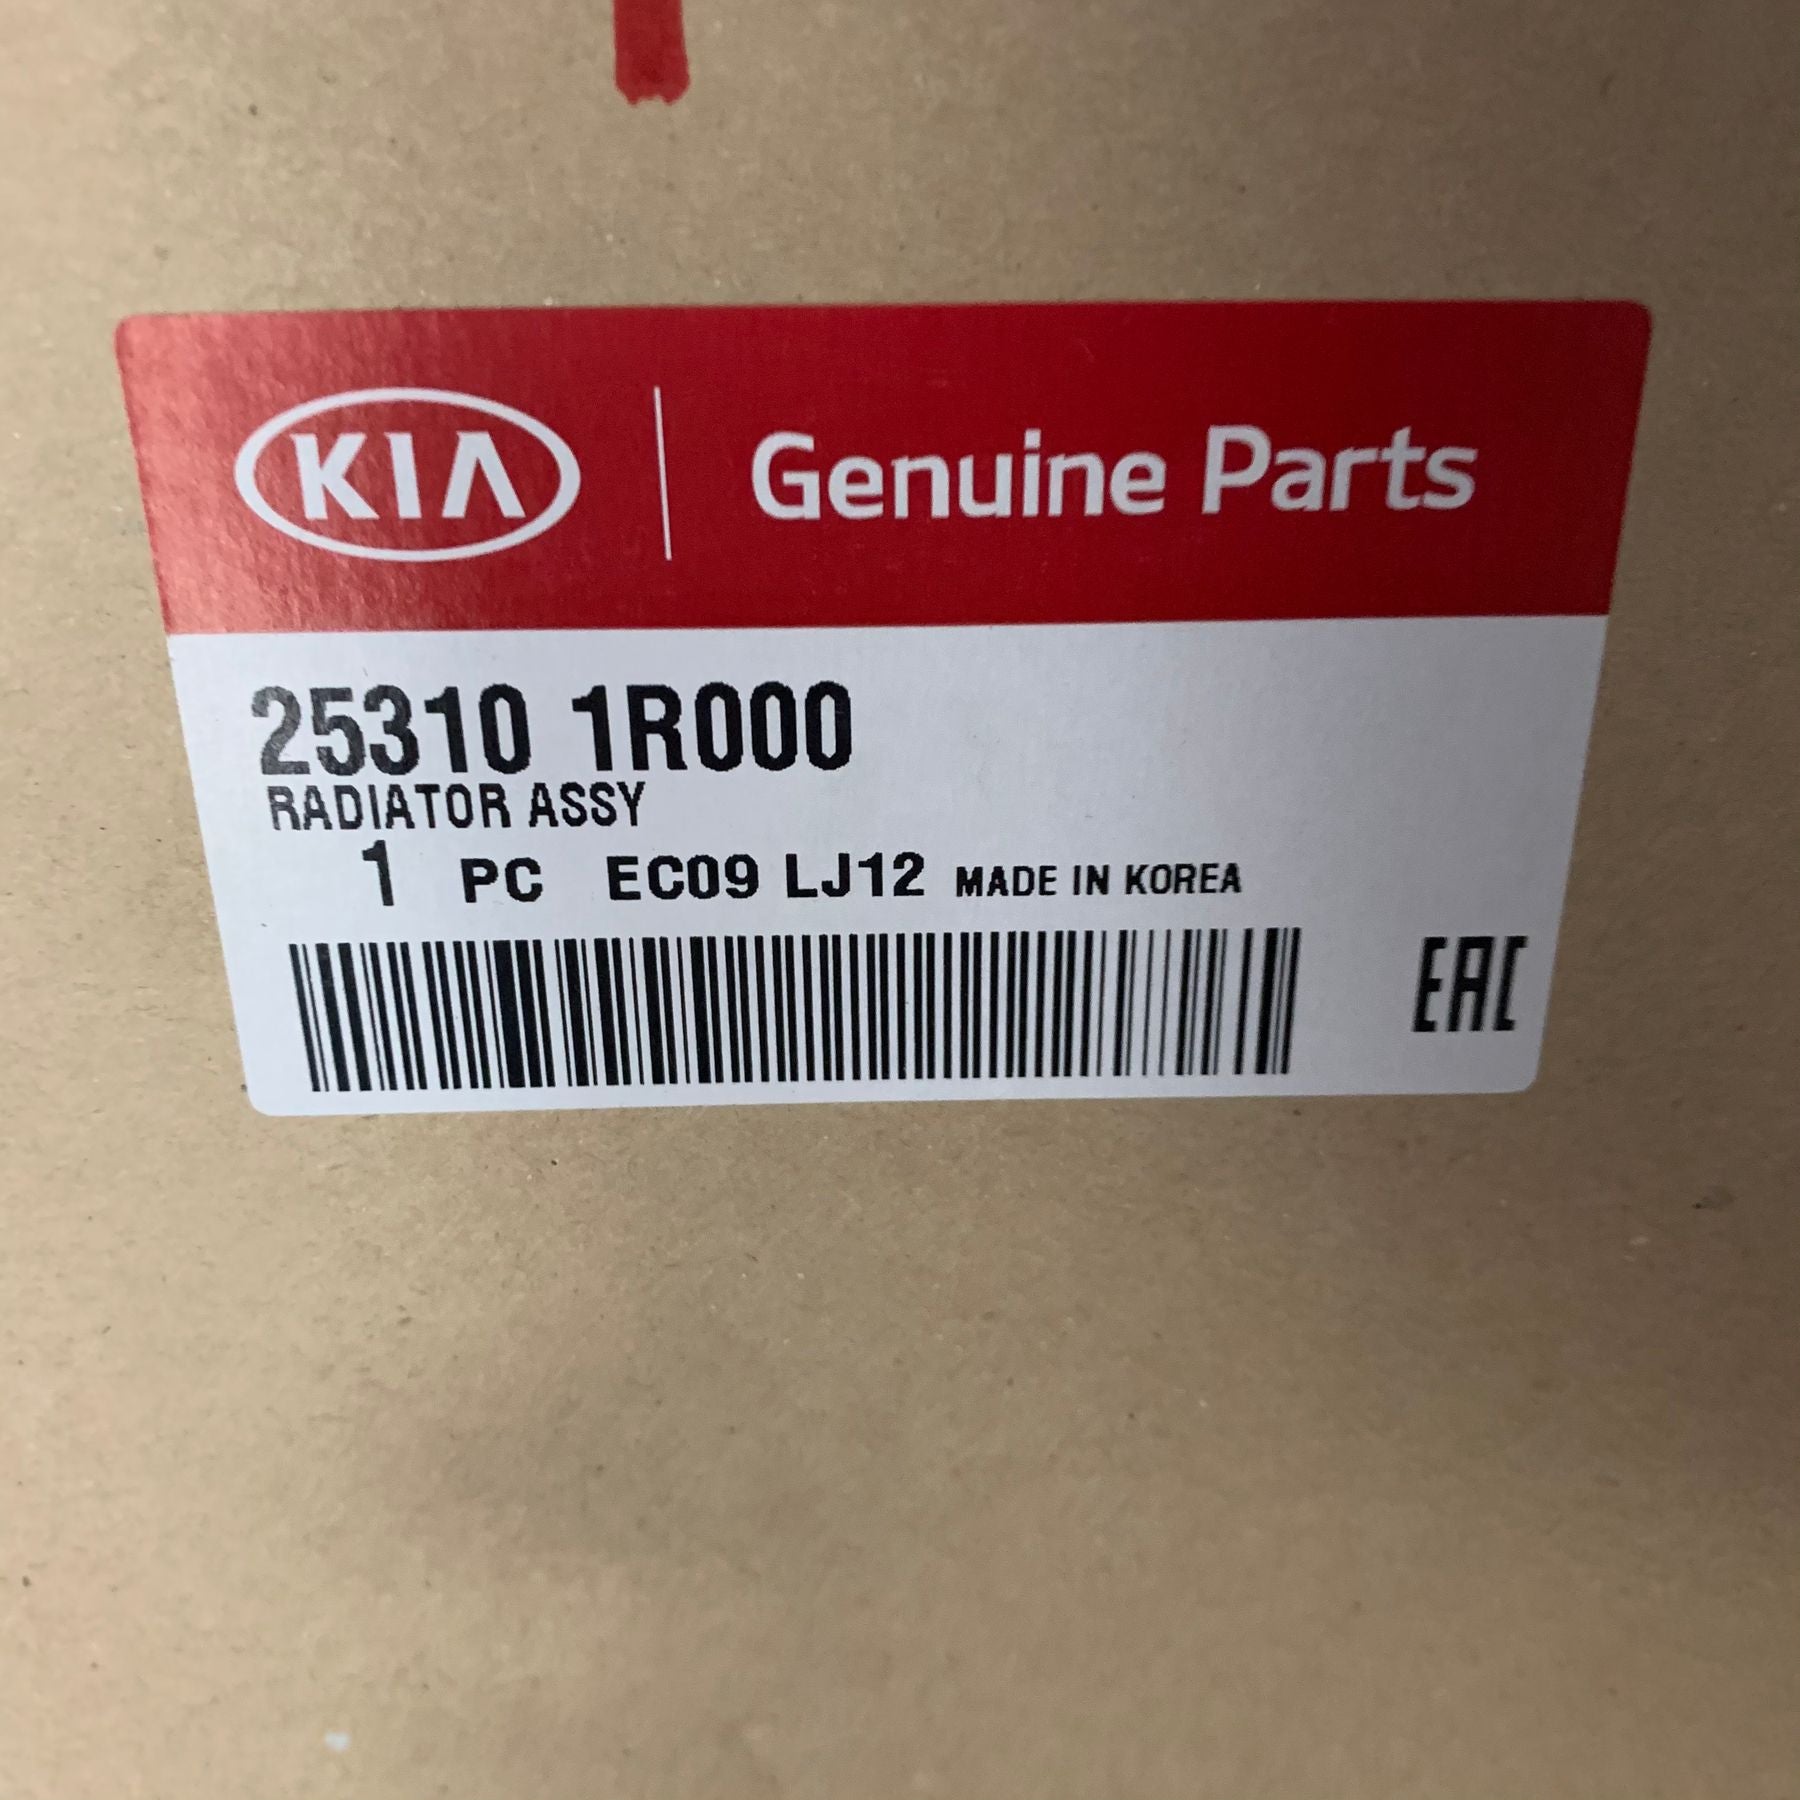 KIA Genuine Parts
25310 1R000
RADIATOR ASSY
1 PC EC09 LJ12 MADE IN KOREA
EAC